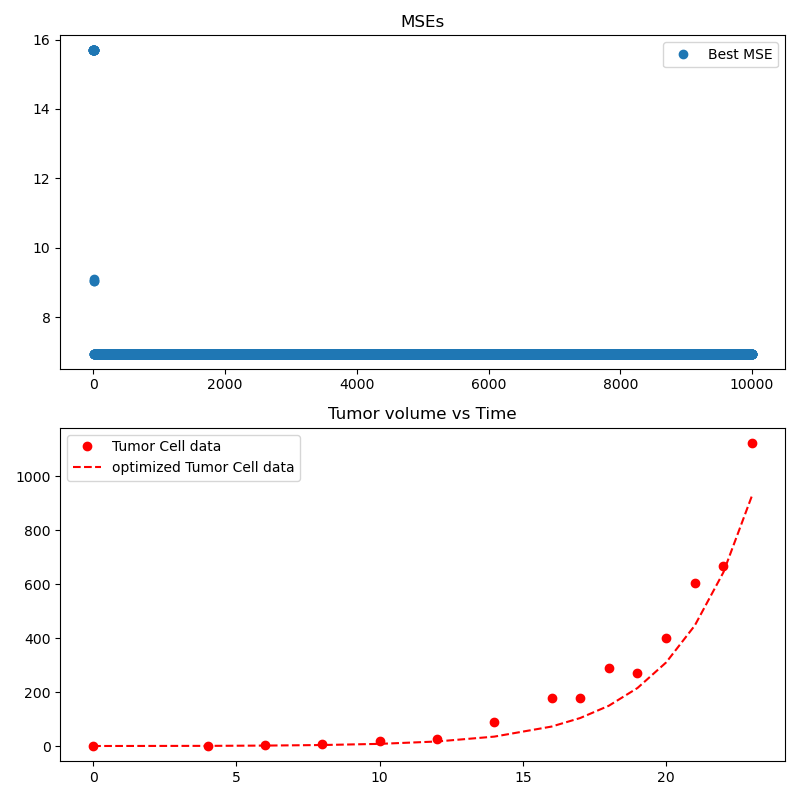 MSEs
16
14
12
10
8
Best MSE
0 2000 4000 6000 8000 10000
Tumor volume vs Time
1000
800
600
400
200
0
Tumor Cell data
optimized Tumor Cell data
0 5 10 15 20